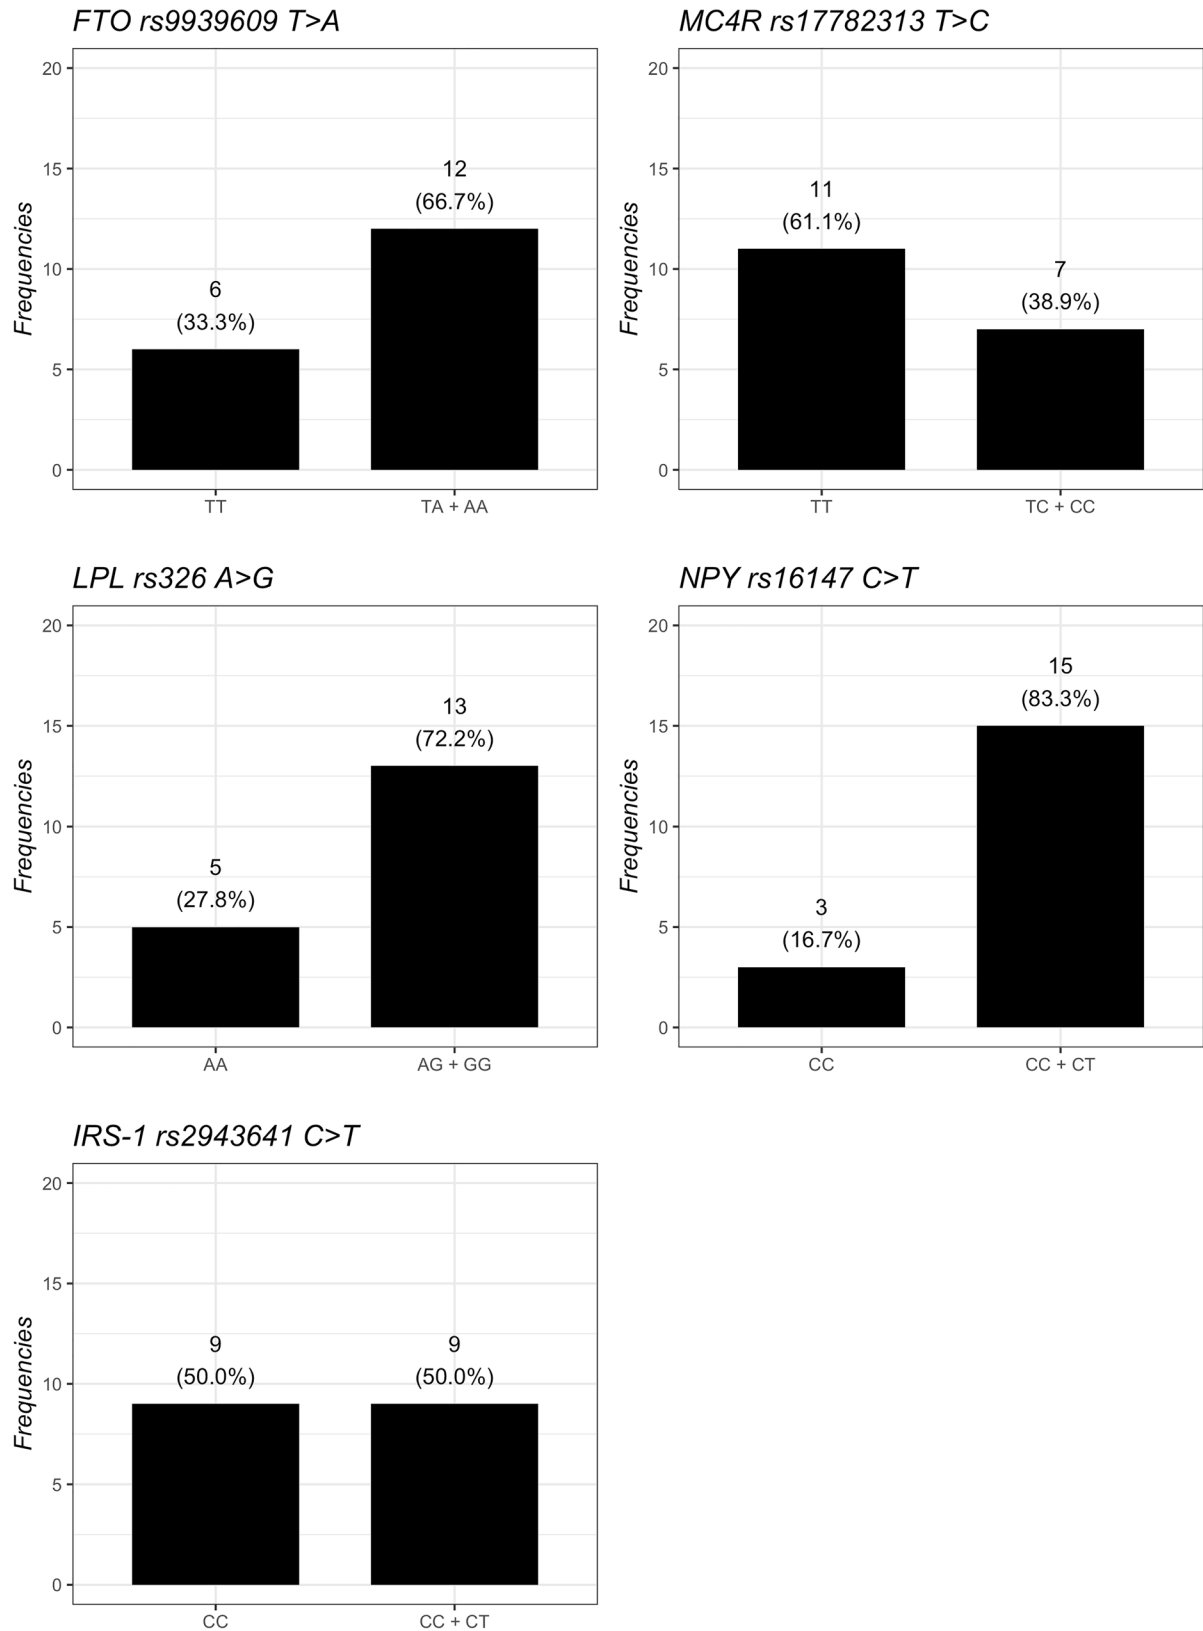 FTO rs9939609 T>A
20
15
10
5
0
Frequencies
6
(33.3%)
12
(66.7%)
TT
TA + AA
MC4R rs17782313 T>C
20
15
10
5
0
Frequencies
11
(61.1%)
7
(38.9%)
TT
TC + CC
LPL rs326 A>G
20
15
10
5
0
Frequencies
5
(27.8%)
13
(72.2%)
AA
AG + GG
NPY rs16147 C>T
20
15
10
5
0
Frequencies
3
(16.7%)
15
(83.3%)
CC
CC + CT
IRS-1 rs2943641 C>T
20
15
10
5
0
Frequencies
9
(50.0%)
9
(50.0%)
CC
CC + CT